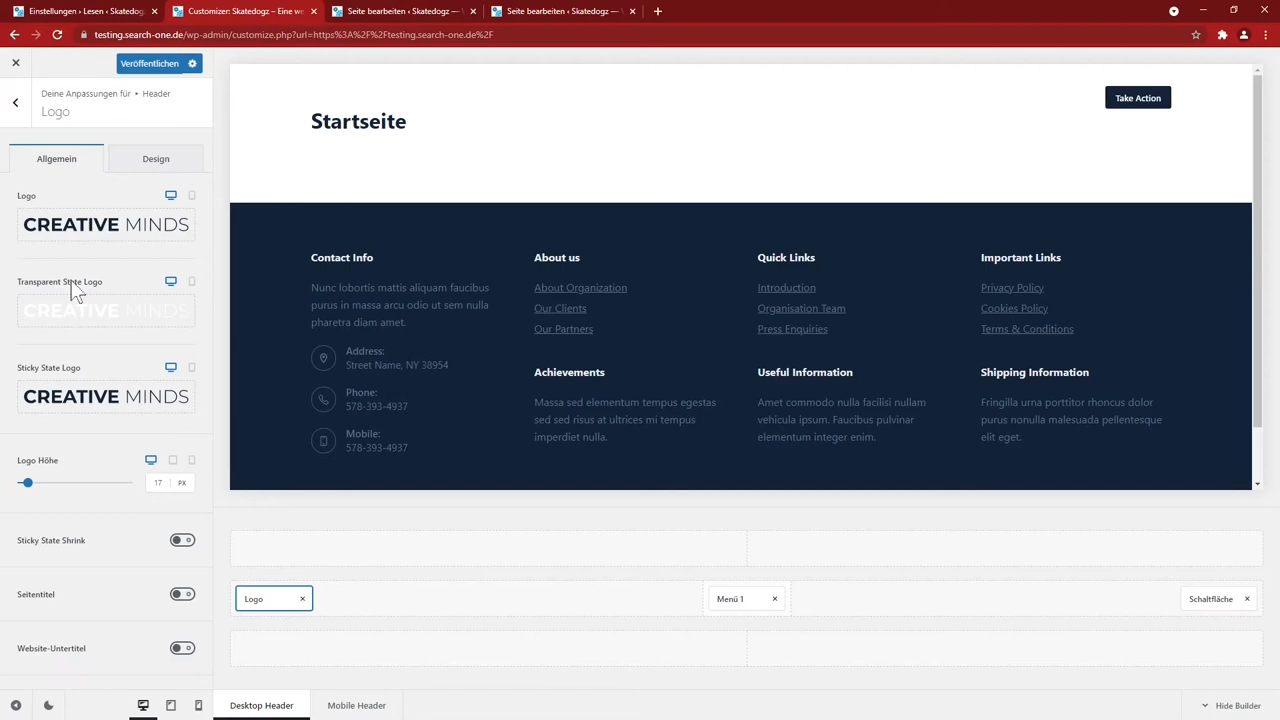 Einstellungen › Lesen ‹ Skatedogz
Customizer: Skatedogz – Eine we
Seite bearbeiten ‹ Skatedogz — W
Seite bearbeiten ‹ Skatedogz — W
testing.search-one.de/wp-admin/customize.php?url=https%3A%2F%2Ftesting.search-one.de%2F
Veröffentlichen
Deine Anpassungen für ▸ Header
Logo
Allgemein
Design
Logo
CREATIVE MINDS
Transparent State Logo
CREATIVE MINDS
Sticky State Logo
CREATIVE MINDS
Logo Höhe
17 PX
Sticky State Shrink
Seitentitel
Website-Untertitel
Take Action
Startseite
Contact Info
Nunc lobortis mattis aliquam faucibus
purus in massa arcu odio ut sem nulla
pharetra diam amet.
Address:
Street Name, NY 38954
Phone:
578-393-4937
Mobile:
578-393-4937
About us
About Organization
Our Clients
Our Partners
Achievements
Massa sed elementum tempus egestas
sed sed risus at ultrices mi tempus
imperdiet nulla.
Quick Links
Introduction
Organisation Team
Press Enquiries
Useful Information
Amet commodo nulla facilisi nullam
vehicula ipsum. Faucibus pulvinar
elementum integer enim.
Important Links
Privacy Policy
Cookies Policy
Terms & Conditions
Shipping Information
Fringilla urna porttitor rhoncus dolor
purus nonulla malesuada pellentesque
elit eget.
Logo
Menü 1
Schaltfläche
Desktop Header
Mobile Header
Hide Builder